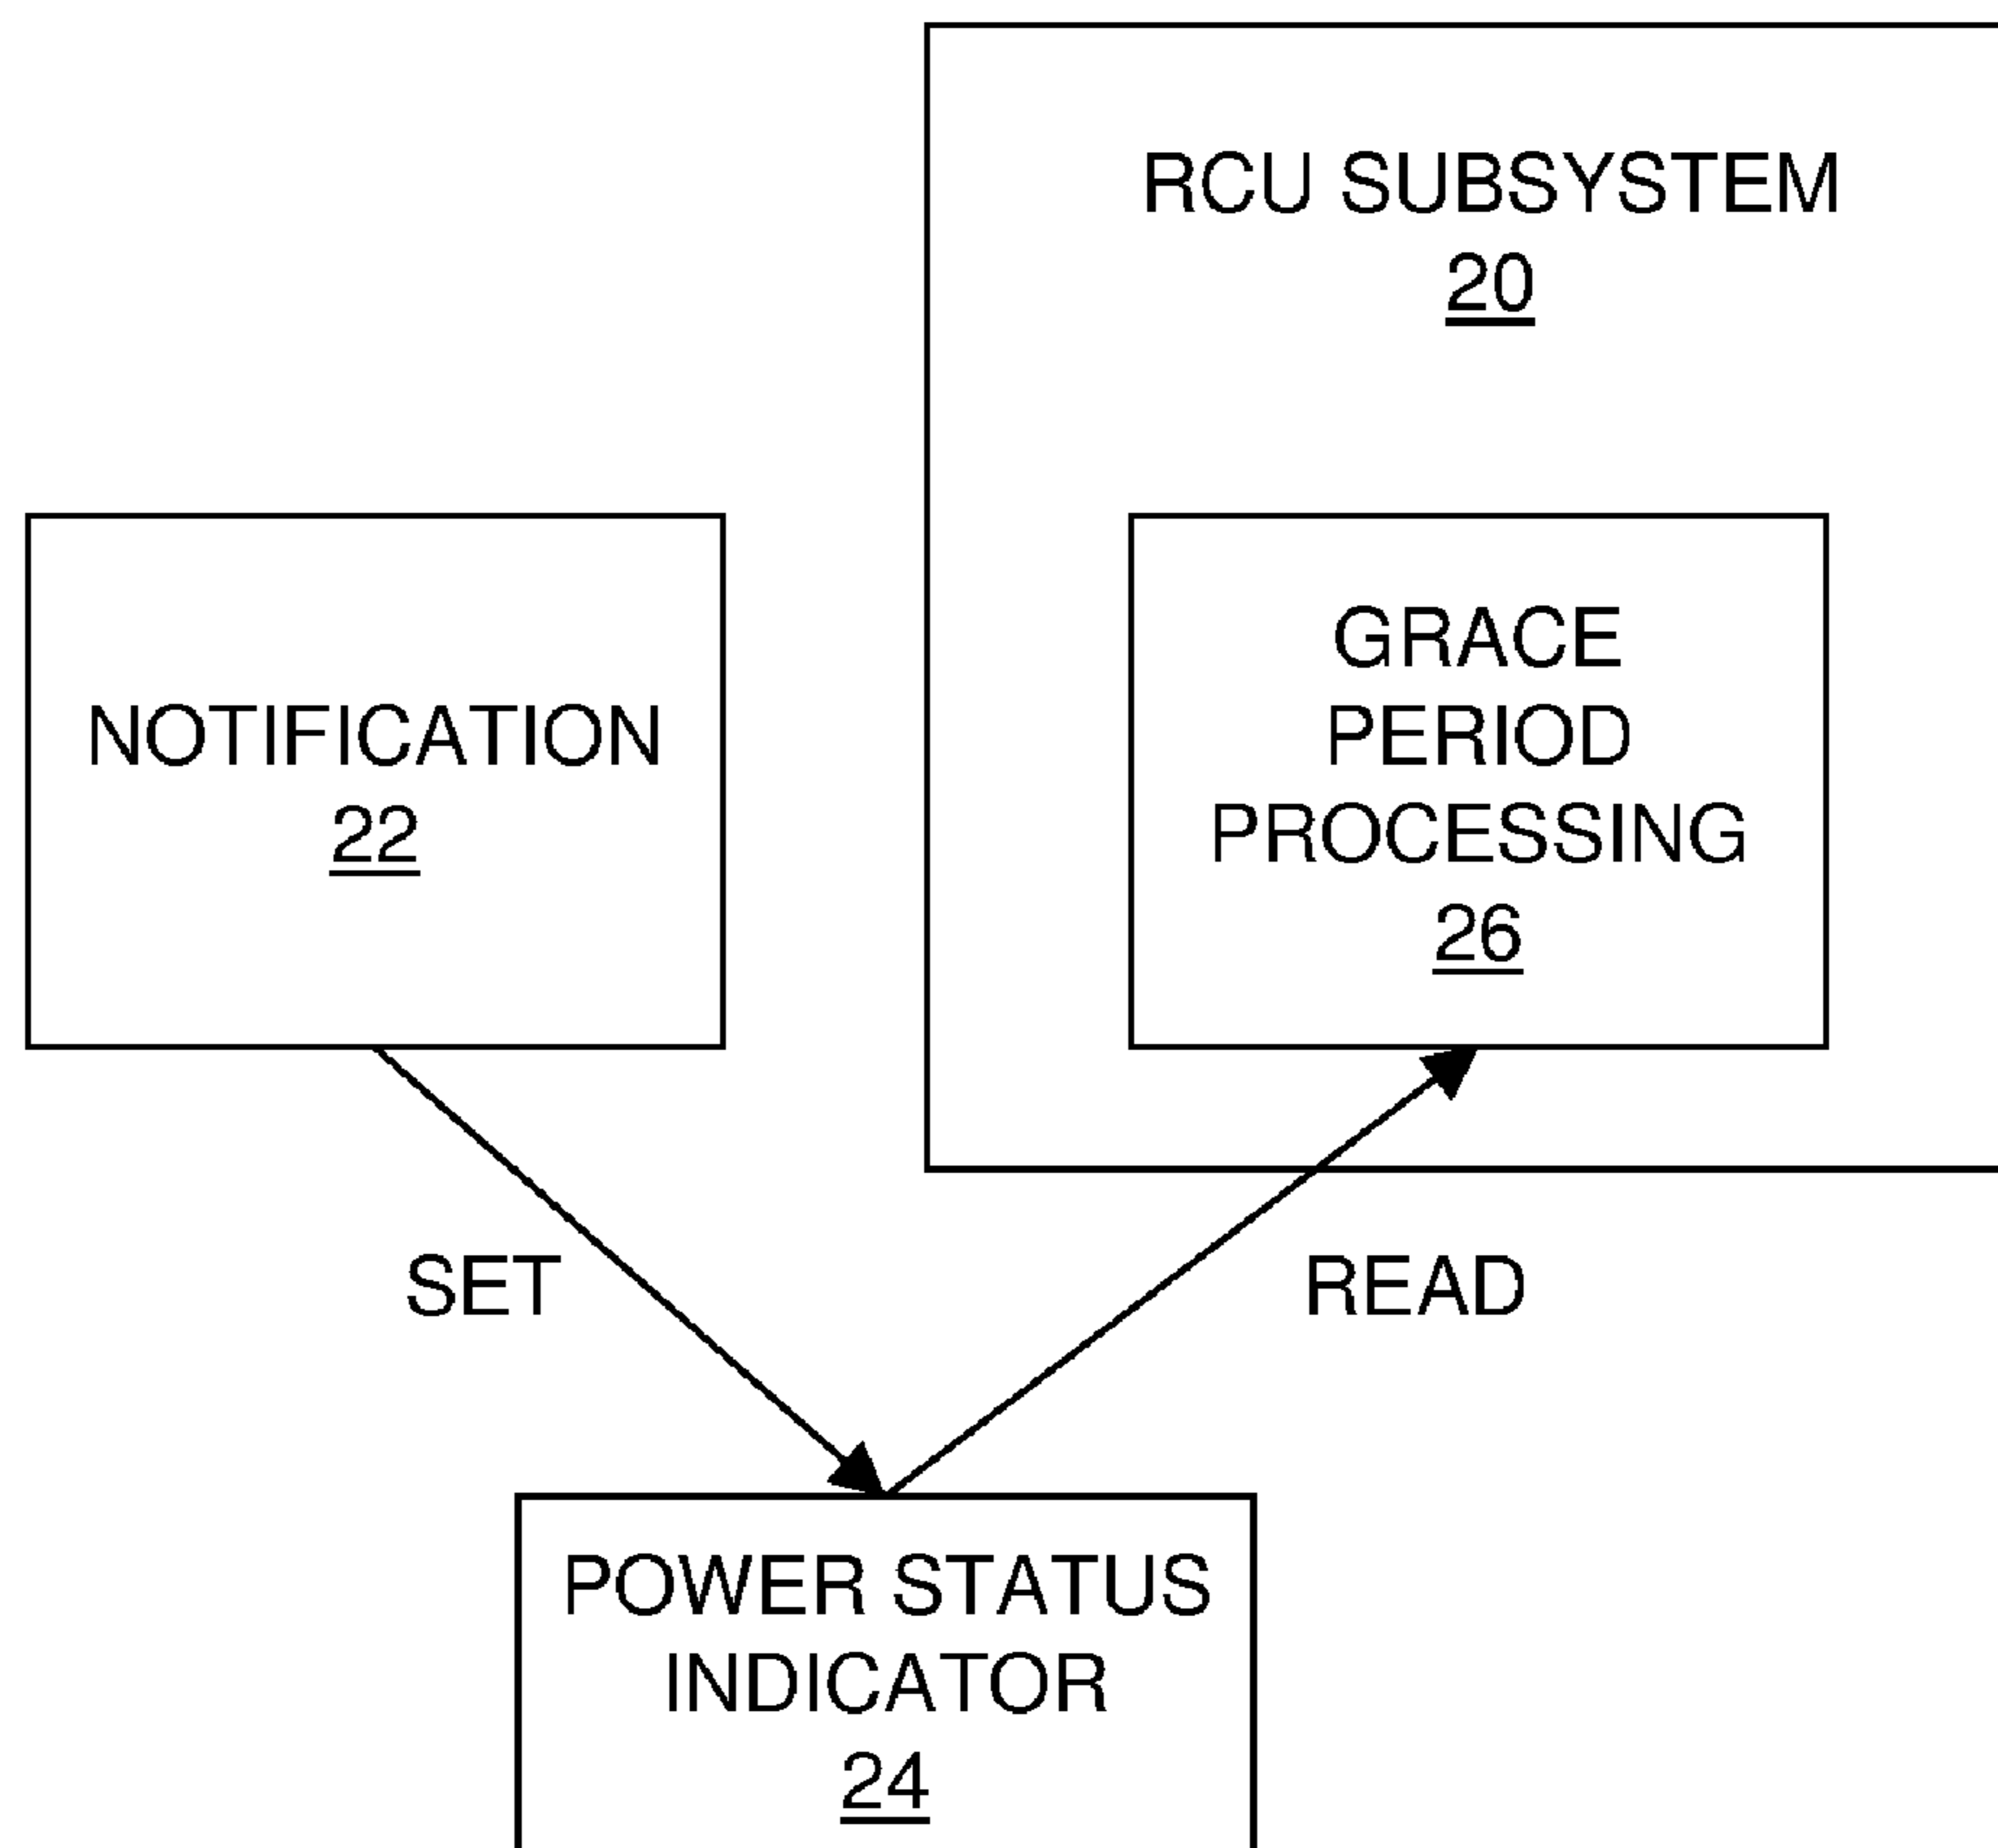 RCU SUBSYSTEM
20
NOTIFICATION
22
GRACE
PERIOD
PROCESSING
26
SET
READ
POWER STATUS
INDICATOR
24